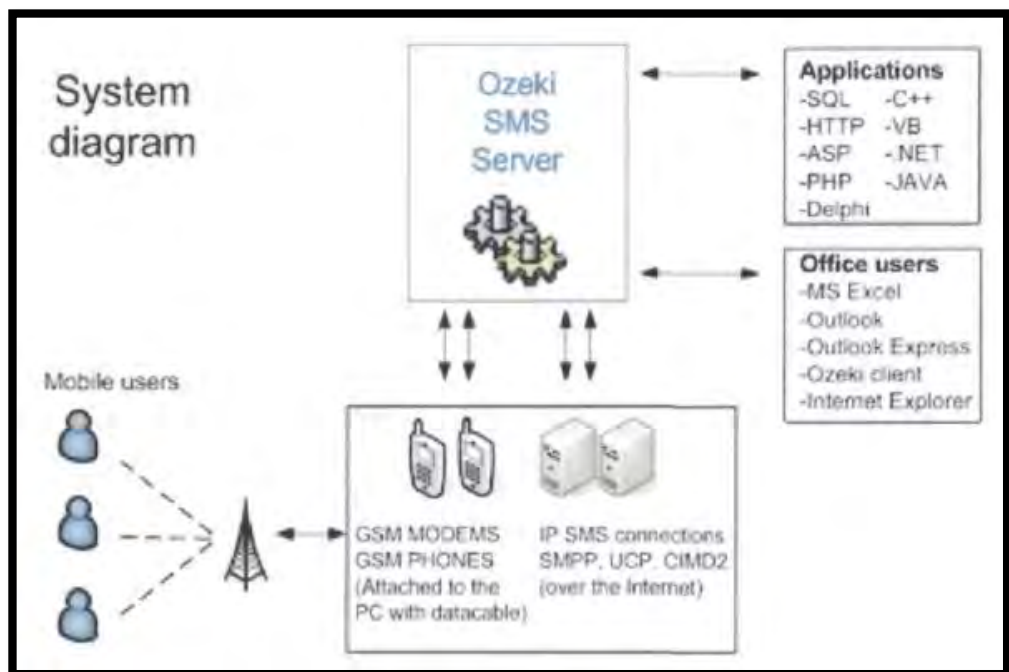 System
diagram
Ozeki
SMS
Server
Applications
-SQL -C++
-HTTP -VB
-ASP -.NET
-PHP -JAVA
-Delphi
Office users
-MS Excel
-Outlook
-Outlook Express
-Ozeki client
-Internet Explorer
Mobile users
GSM MODEMS
GSM PHONES
(Attached to the
PC with datacable)
IP SMS connections
SMPP, UCP, CIMD2
(over the Internet)